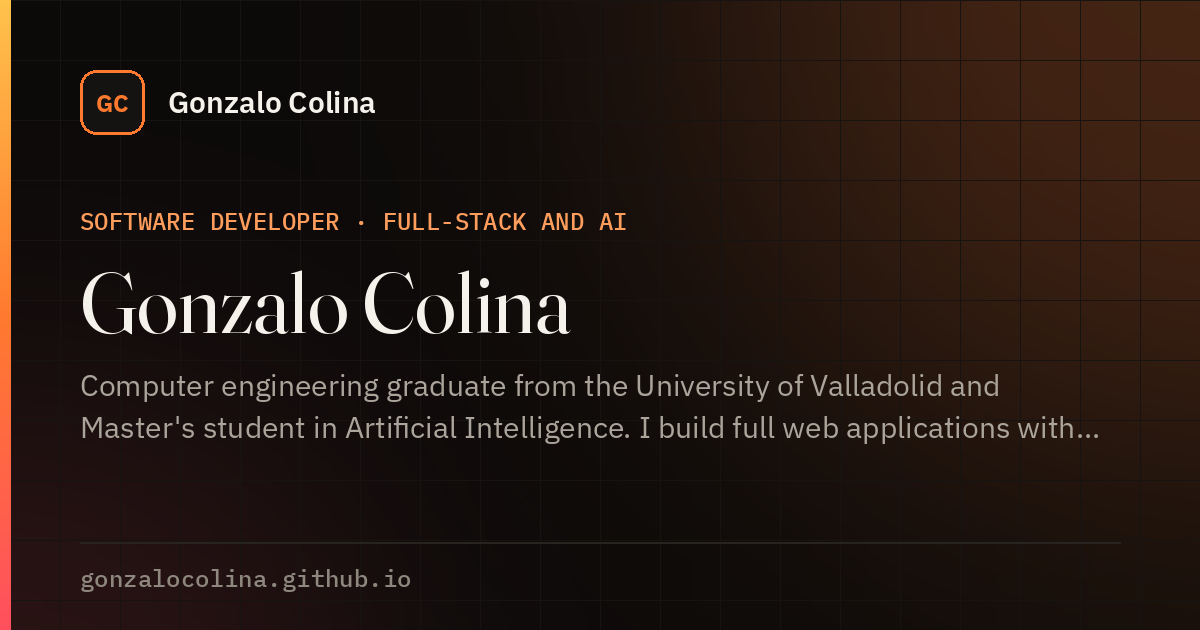 GC
Gonzalo Colina
SOFTWARE DEVELOPER · FULL-STACK AND AI
Gonzalo Colina
Computer engineering graduate from the University of Valladolid and
Master's student in Artificial Intelligence. I build full web applications with...
gonzalocolina.github.io